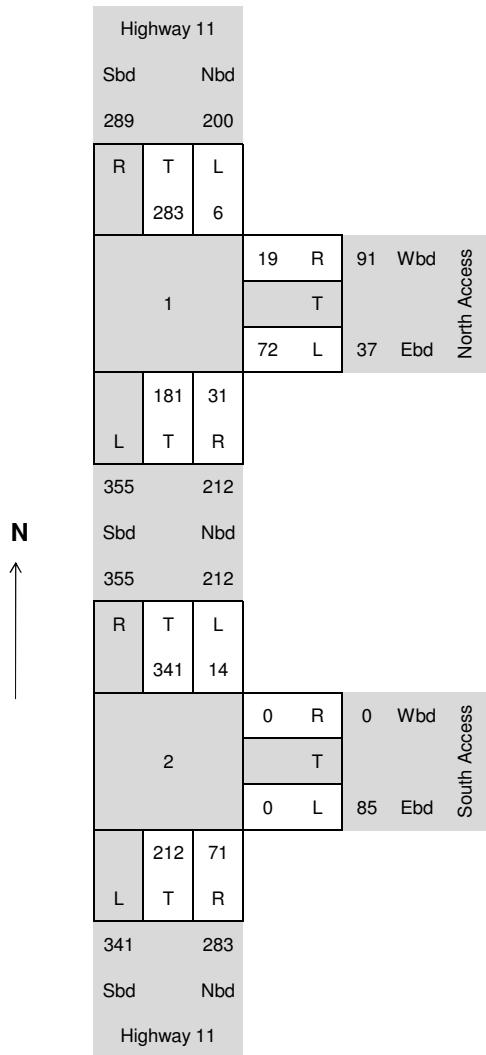 Highway 11
Sbd Nbd
289 200
R T L
283 6
19 R 91 Wbd
1 T
72 L 37 Ebd
North Access
181 31
L T R
355 212
N
Sbd Nbd
355 212
R T L
341 14
0 R 0 Wbd
2 T
0 L 85 Ebd
South Access
212 71
L T R
341 283
Sbd Nbd
Highway 11